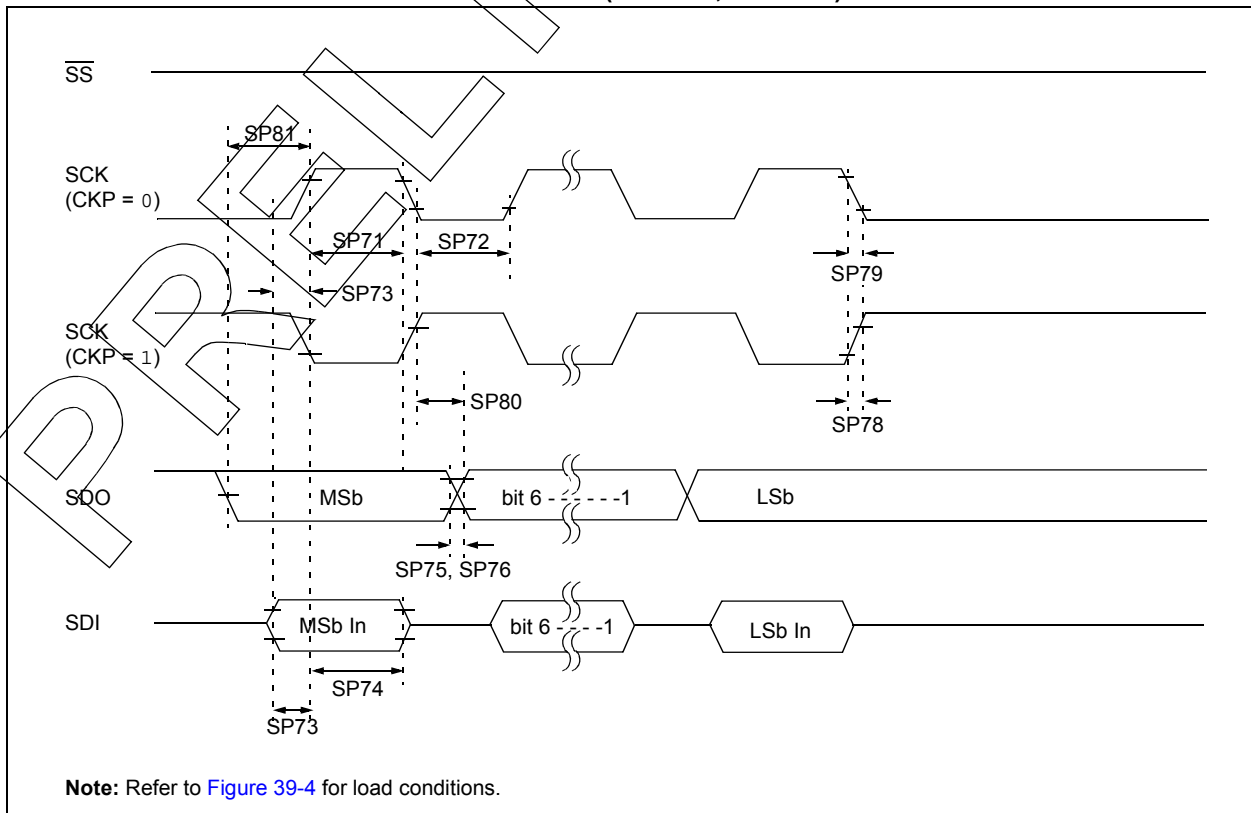 SS
SP81
SCK
(CKP = 0)
SP71
SP72
SP79
SP73
SCK
(CKP = 1)
SP80
SP78
SDO
MSb
bit 6 - - - - - - -1
LSb
SP75, SP76
SDI
MSb In
bit 6 - - - - -1
LSb In
SP74
SP73
Note: Refer to Figure 39-4 for load conditions.
PREL